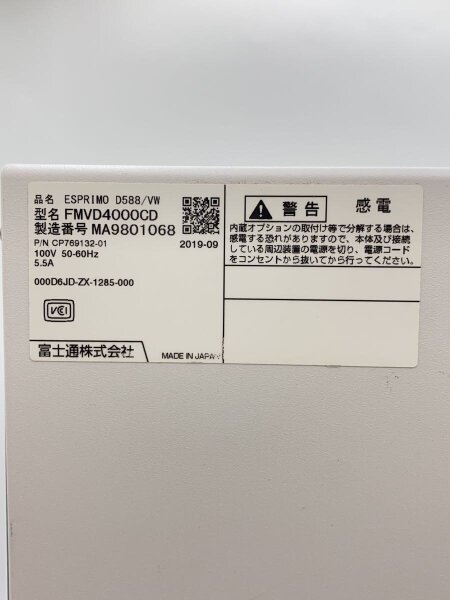 品名 ESPRIMO D588/VW
型名 FMVD4000CD
製造番号 MA9801068
P/N CP769132-01 2019-09
100V 50-60Hz
5.5A
000D6JD-ZX-1285-000
VCI
富士通株式会社 MADE IN JAPAN
警告 感電
内蔵オプションの取付け等で分解する場合は、
感電する恐れがありますので、本体及び接続
している周辺装置の電源を切り、電源コード
をコンセントから抜いてから行ってください。